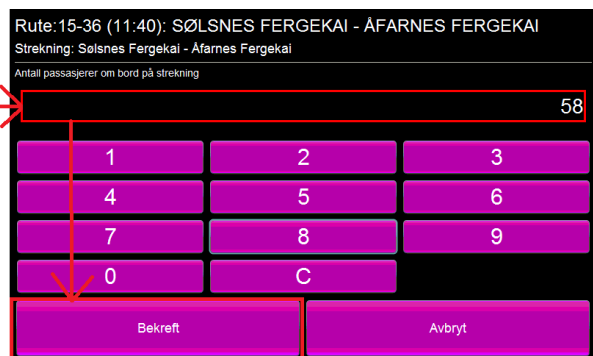 Rute:15-36 (11:40): SØLSNES FERGEKAI - ÅFARNES FERGEKAI
Strekning: Sølsnes Fergekai - Åfarnes Fergekai
Antall passasjerer om bord på strekning
58
1 2 3
4 5 6
7 8 9
0 C
Bekreft Avbryt